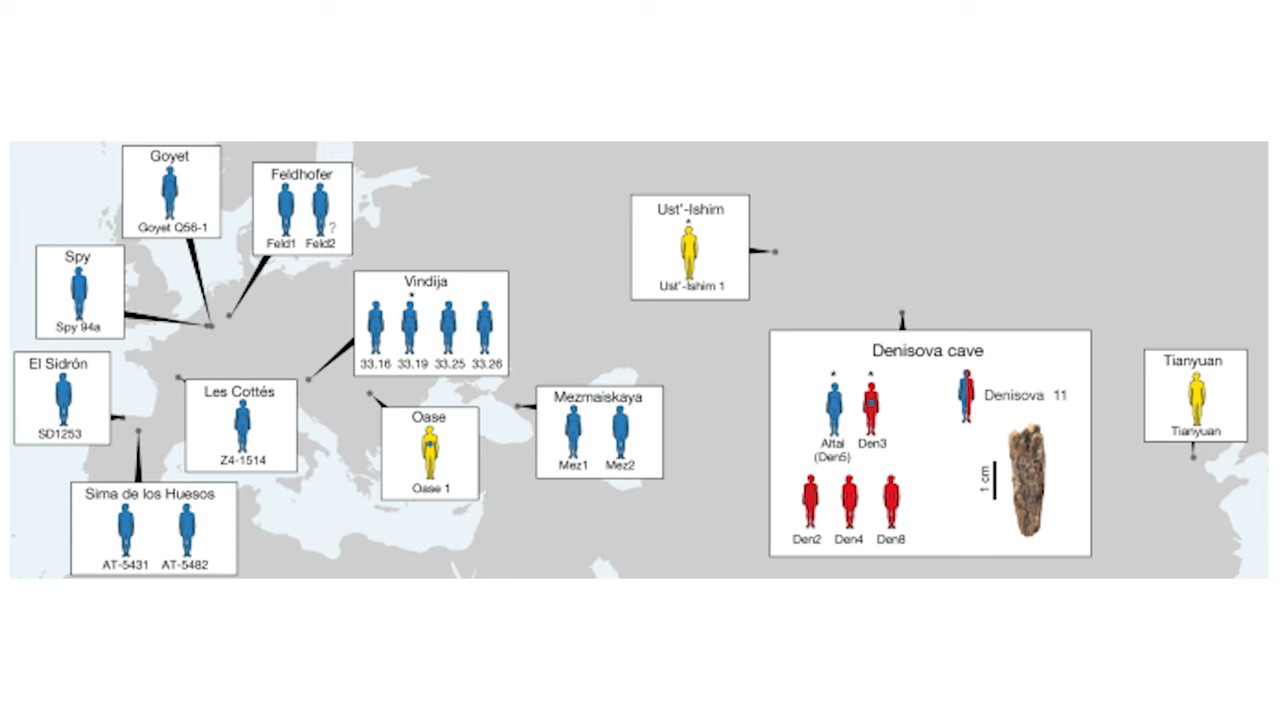 Goyet
Goyet Q56-1
Feldhofer
?
Feld1 Feld2
Spy
Spy 94a
El Sidrón
SD1253
Sima de los Huesos
AT-5431 AT-5482
Les Cottés
Z4-1514
Vindija
*
33.16 33.19 33.25 33.26
Oase
Oase 1
Mezmaiskaya
Mez1 Mez2
Ust'-Ishim
*
Ust'-Ishim 1
Denisova cave
* *
Denisova 11
Altai Den3
(Den5)
1 cm
Den2 Den4 Den8
Tianyuan
Tianyuan